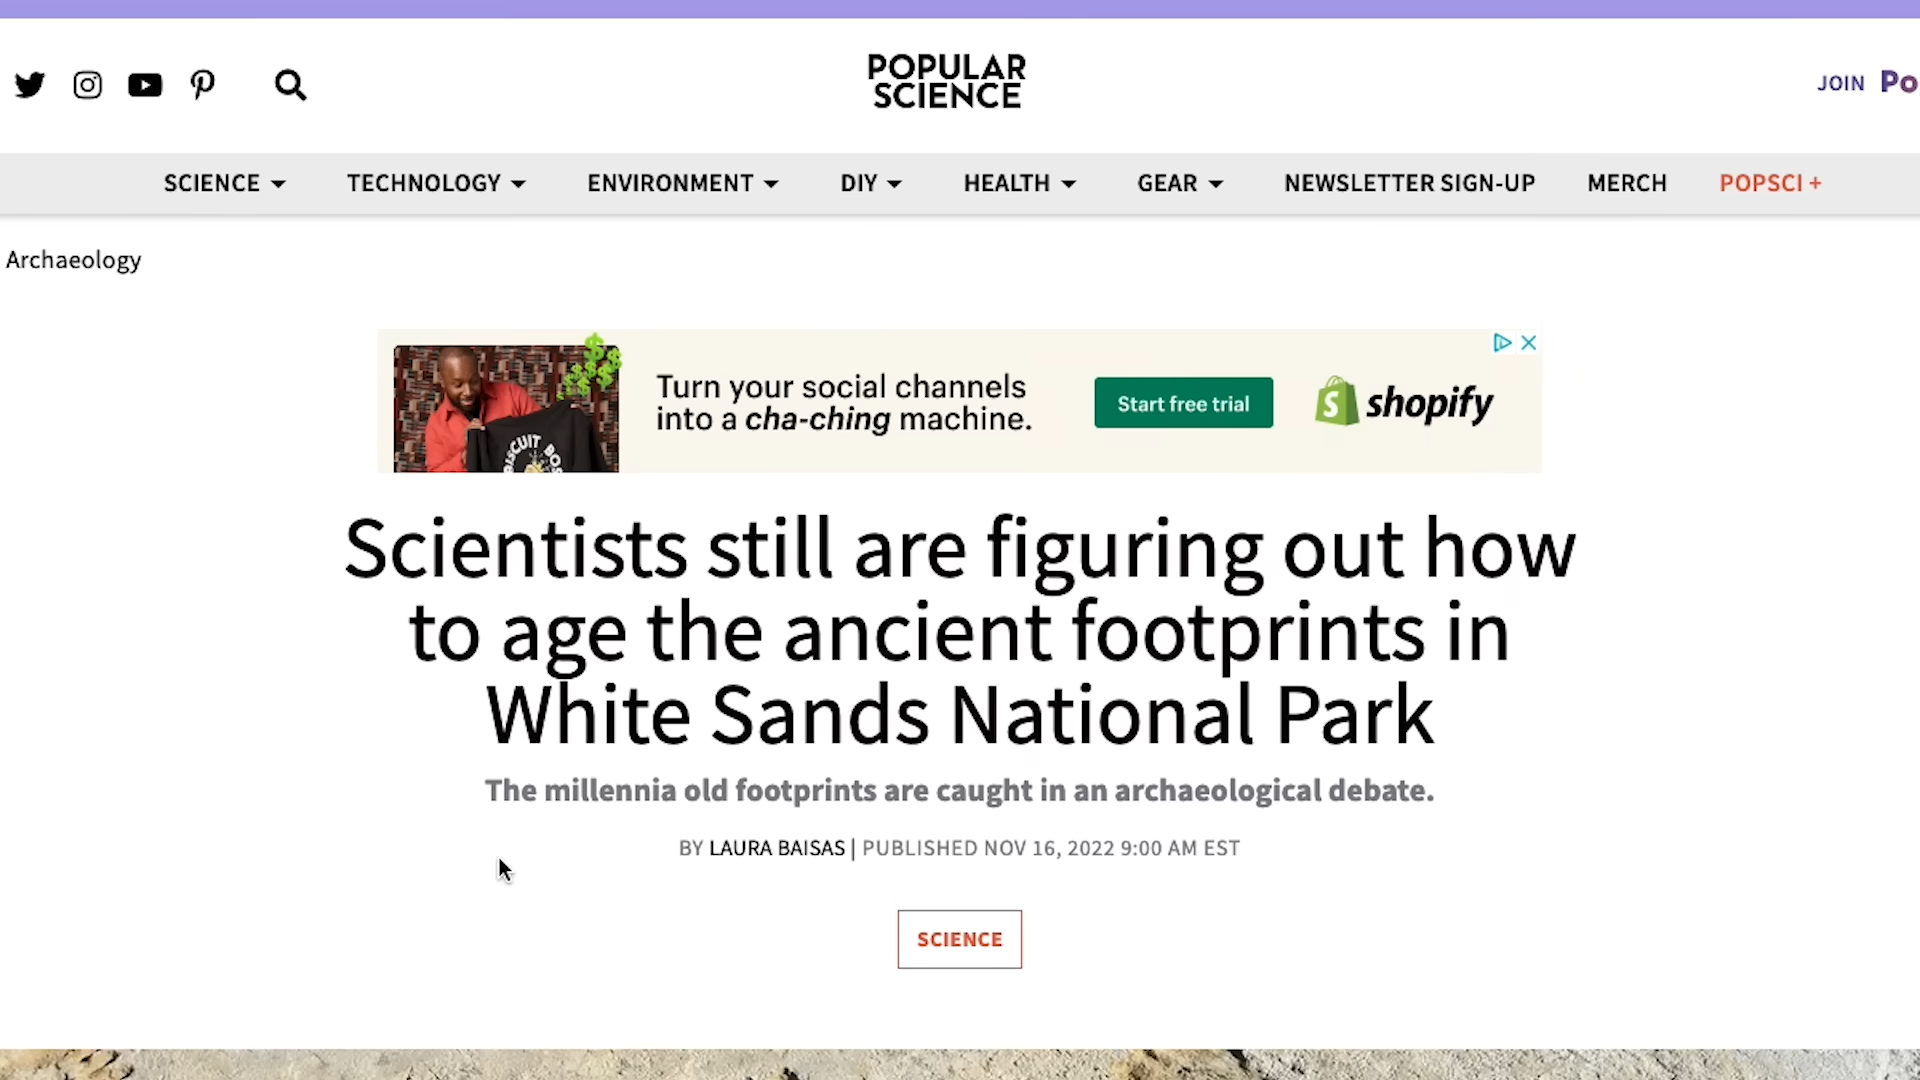 POPULAR
SCIENCE
JOIN Po
SCIENCE TECHNOLOGY ENVIRONMENT DIY HEALTH GEAR NEWSLETTER SIGN-UP MERCH POPSCI +
Archaeology
Turn your social channels
into a cha-ching machine.
Start free trial
shopify
BISCUIT BOS
Scientists still are figuring out how
to age the ancient footprints in
White Sands National Park
The millennia old footprints are caught in an archaeological debate.
BY LAURA BAISAS | PUBLISHED NOV 16, 2022 9:00 AM EST
SCIENCE